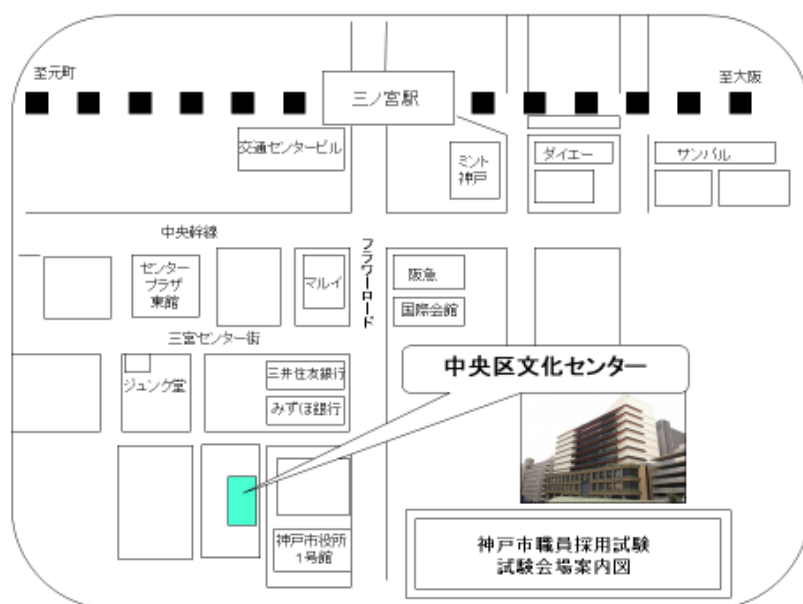 至元町
至大阪
三ノ宮駅
交通センタービル
ミント
神戸
ダイエー
サンパル
中央幹線
フラワーロード
センター
プラザ
東館
マルイ
阪急
国際会館
三宮センター街
ジュンク堂
三井住友銀行
みずほ銀行
中央区文化センター
神戸市役所
1号館
神戸市職員採用試験
試験会場案内図